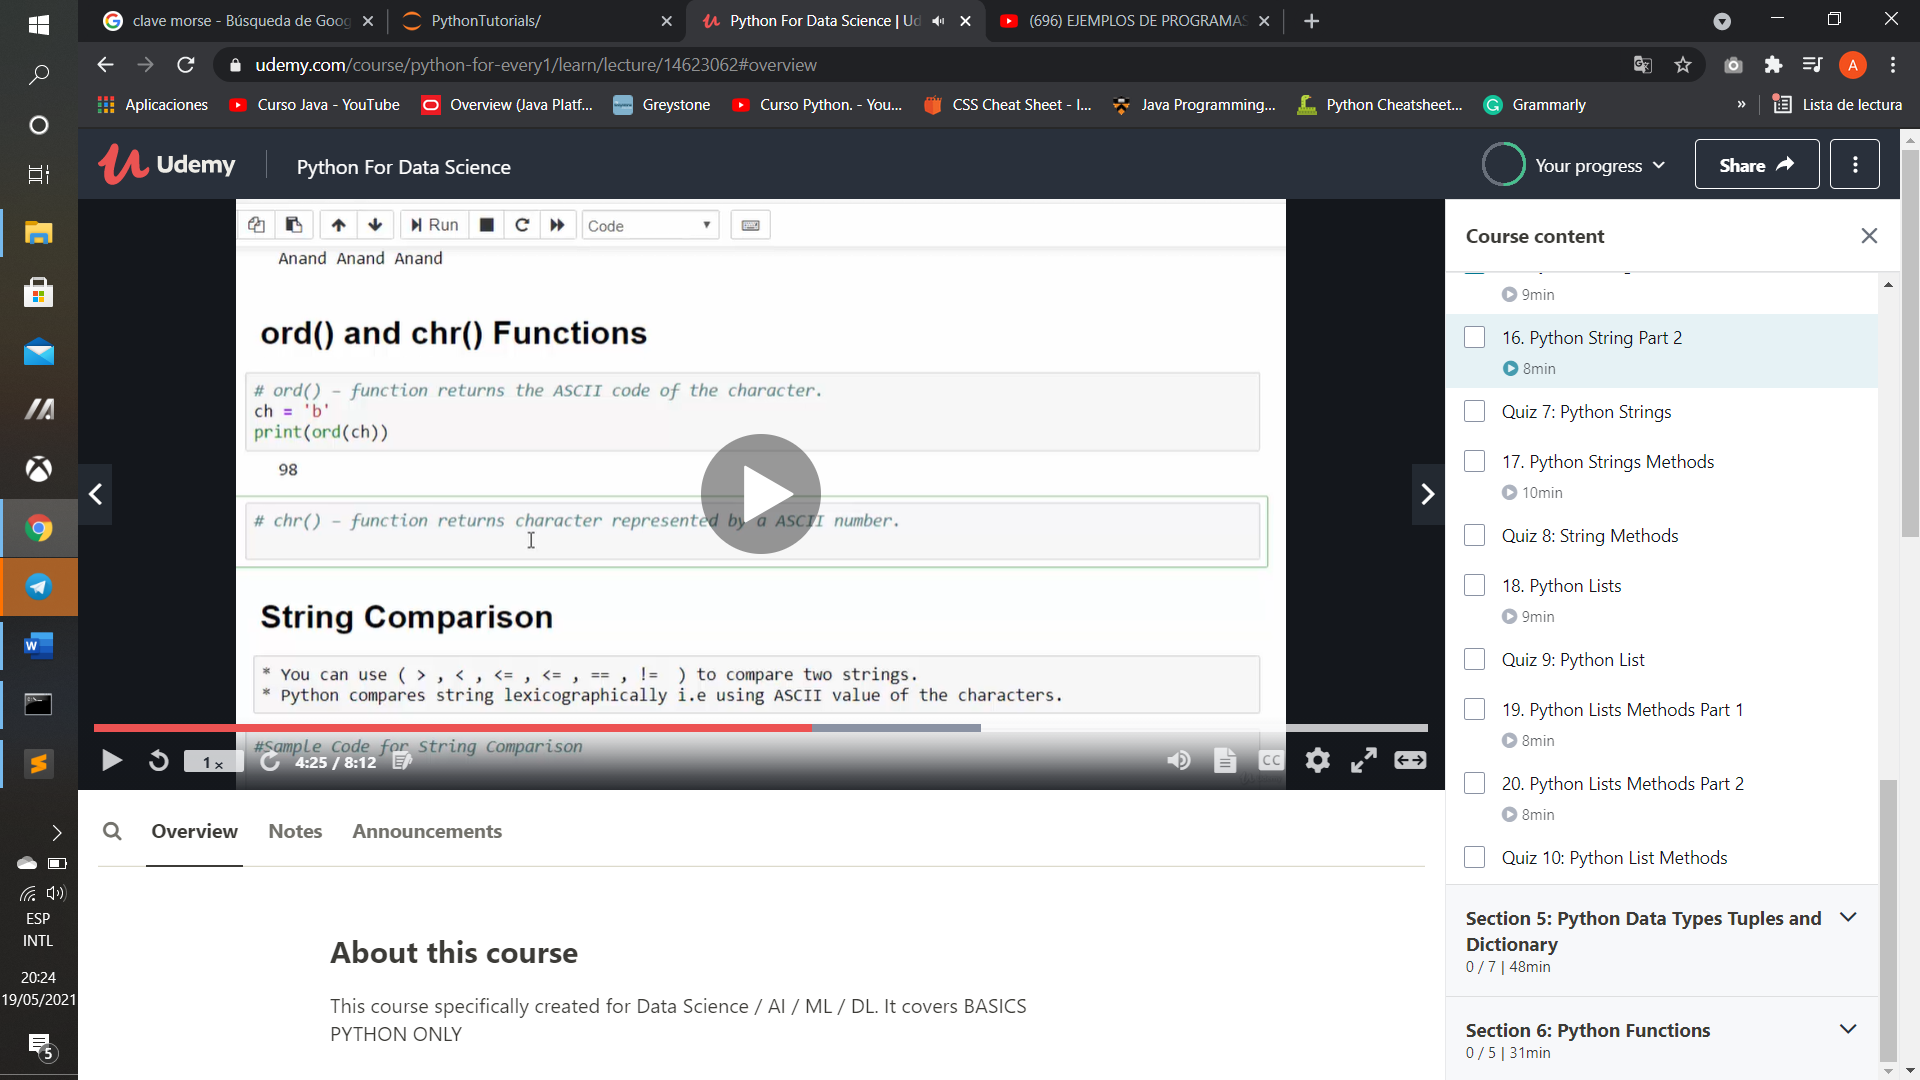 clave morse - Búsqueda de Goog
PythonTutorials/
Python For Data Science | Ud
(696) EJEMPLOS DE PROGRAMAS
udemy.com/course/python-for-every1/learn/lecture/14623062#overview
A
Aplicaciones
Curso Java - YouTube
Overview (Java Platf...
Greystone
Curso Python. - You...
CSS Cheat Sheet - I...
Java Programming...
Python Cheatsheet...
Grammarly
»
Lista de lectura
Udemy
Python For Data Science
Your progress
Share
Run
Code
Anand Anand Anand
ord() and chr() Functions
# ord() - function returns the ASCII code of the character.
ch = 'b'
print(ord(ch))
98
# chr() - function returns character represented by a ASCII number.
String Comparison
* You can use ( > , < , <= , <= , == , != ) to compare two strings.
* Python compares string lexicographically i.e using ASCII value of the characters.
#Sample Code for String Comparison
1 x
4:25 / 8:12
CC
Overview
Notes
Announcements
About this course
This course specifically created for Data Science / AI / ML / DL. It covers BASICS
PYTHON ONLY
Course content
9min
16. Python String Part 2
8min
Quiz 7: Python Strings
17. Python Strings Methods
10min
Quiz 8: String Methods
18. Python Lists
9min
Quiz 9: Python List
19. Python Lists Methods Part 1
8min
20. Python Lists Methods Part 2
8min
Quiz 10: Python List Methods
Section 5: Python Data Types Tuples and
Dictionary
0 / 7 | 48min
Section 6: Python Functions
0 / 5 | 31min
ESP
INTL
20:24
19/05/2021
5